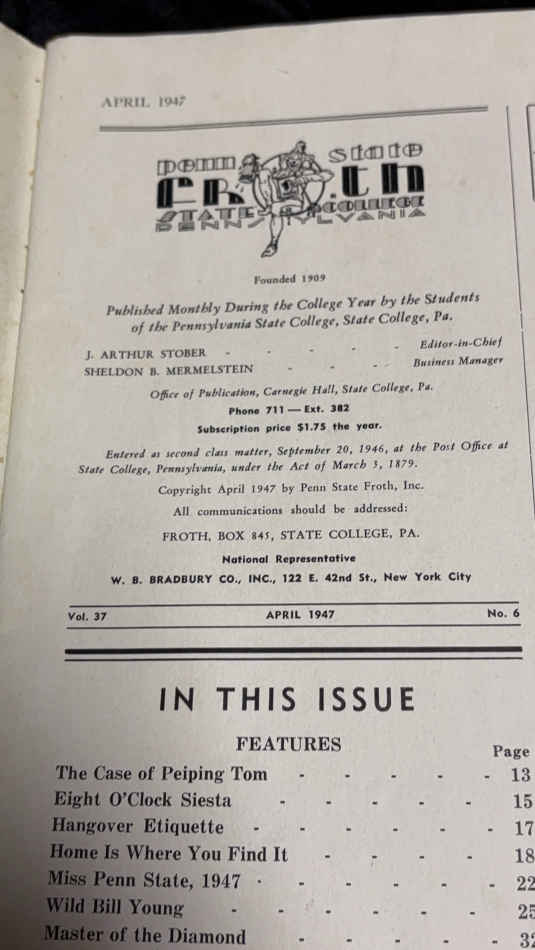 APRIL 1947
penn state
FROTH
STATE COLLEGE
PENNSYLVANIA
Founded 1909
Published Monthly During the College Year by the Students
of the Pennsylvania State College, State College, Pa.
J. ARTHUR STOBER - - - - - Editor-in-Chief
SHELDON B. MERMELSTEIN - - - - Business Manager
Office of Publication, Carnegie Hall, State College, Pa.
Phone 711 — Ext. 382
Subscription price $1.75 the year.
Entered as second class matter, September 20, 1946, at the Post Office at
State College, Pennsylvania, under the Act of March 3, 1879.
Copyright April 1947 by Penn State Froth, Inc.
All communications should be addressed:
FROTH, BOX 845, STATE COLLEGE, PA.
National Representative
W. B. BRADBURY CO., INC., 122 E. 42nd St., New York City
Vol. 37 APRIL 1947 No. 6
IN THIS ISSUE
FEATURES
Page
The Case of Peiping Tom - - - - - 13
Eight O'Clock Siesta - - - - - 15
Hangover Etiquette - - - - - - 17
Home Is Where You Find It - - - - 18
Miss Penn State, 1947 - - - - - - 22
Wild Bill Young - - - - - - 25
Master of the Diamond - - - - -